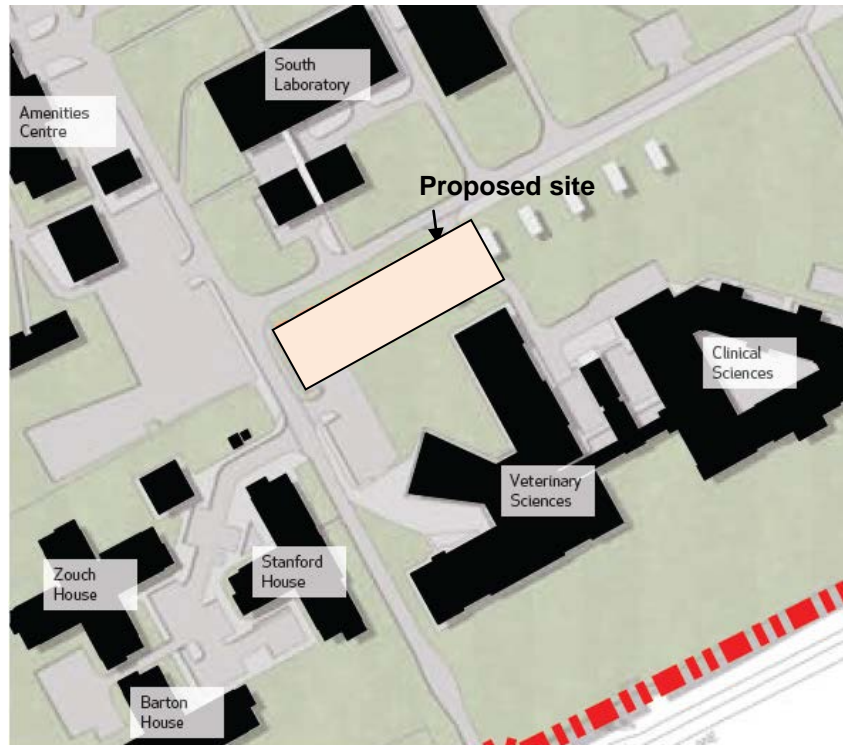 South
Laboratory
Amenities
Centre
Proposed site
Clinical
Sciences
Veterinary
Sciences
Zouch
House
Stanford
House
Barton
House